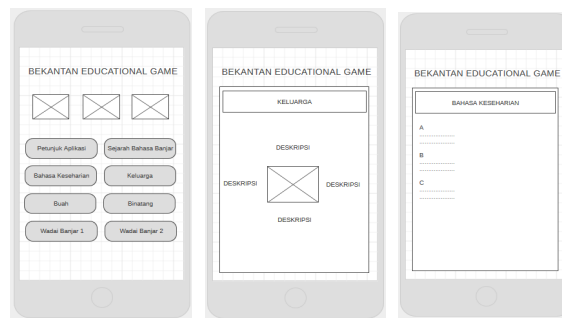 BEKANTAN EDUCATIONAL GAME
Petunjuk Aplikasi
Sejarah Bahasa Banjar
Bahasa Keseharian
Keluarga
Buah
Binatang
Wadai Banjar 1
Wadai Banjar 2
BEKANTAN EDUCATIONAL GAME
KELUARGA
DESKRIPSI
DESKRIPSI
DESKRIPSI
DESKRIPSI
BEKANTAN EDUCATIONAL GAME
BAHASA KESEHARIAN
A
....................
....................
B
....................
....................
C
....................
....................